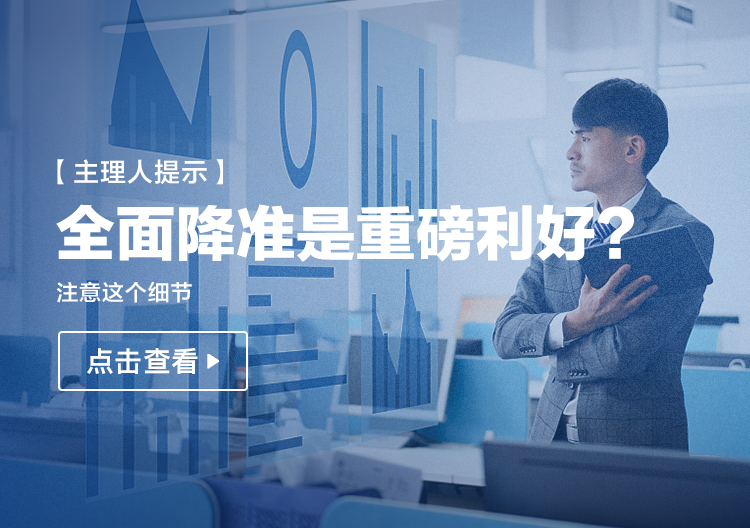 【主理人提示】
全面降准是重磅利好？
注意这个细节
点击查看